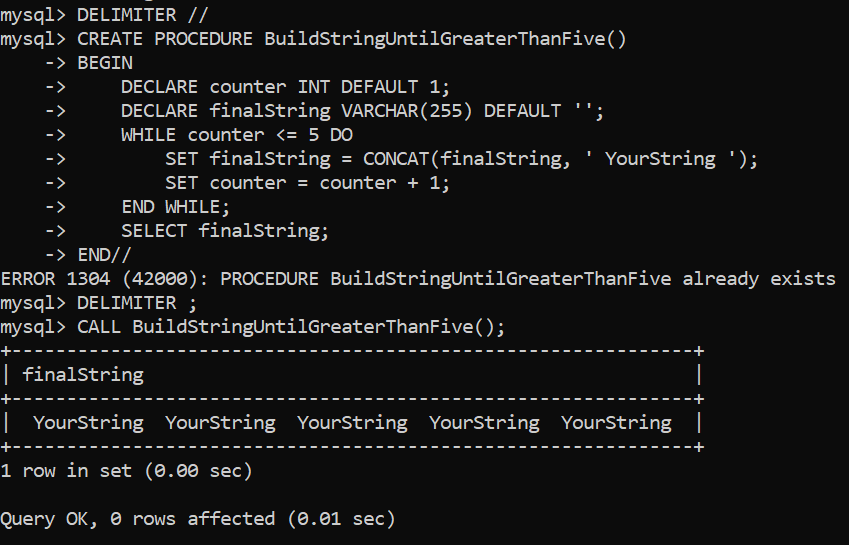 mysql> DELIMITER //
mysql> CREATE PROCEDURE BuildStringUntilGreaterThanFive()
    -> BEGIN
    ->     DECLARE counter INT DEFAULT 1;
    ->     DECLARE finalString VARCHAR(255) DEFAULT '';
    ->     WHILE counter <= 5 DO
    ->         SET finalString = CONCAT(finalString, ' YourString ');
    ->         SET counter = counter + 1;
    ->     END WHILE;
    ->     SELECT finalString;
    -> END//
ERROR 1304 (42000): PROCEDURE BuildStringUntilGreaterThanFive already exists
mysql> DELIMITER ;
mysql> CALL BuildStringUntilGreaterThanFive();
+--------------------------------------------------------------+
| finalString                                                  |
+--------------------------------------------------------------+
|  YourString  YourString  YourString  YourString  YourString  |
+--------------------------------------------------------------+
1 row in set (0.00 sec)

Query OK, 0 rows affected (0.01 sec)